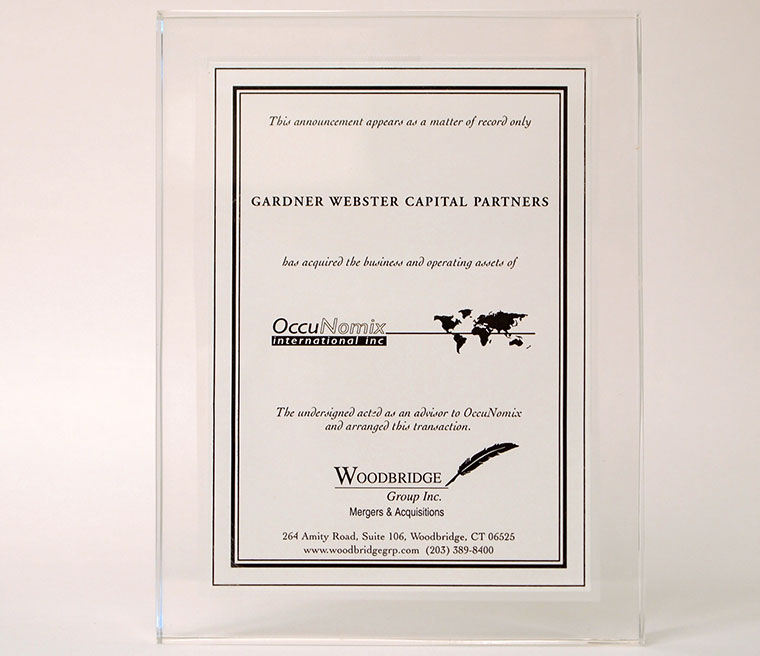 This announcement appears as a matter of record only
GARDNER WEBSTER CAPITAL PARTNERS
has acquired the business and operating assets of
OccuNomix
international inc
The undersigned acted as an advisor to OccuNomix
and arranged this transaction.
WOODBRIDGE
Group Inc.
Mergers & Acquisitions
264 Amity Road, Suite 106, Woodbridge, CT 06525
www.woodbridgegrp.com (203) 389-8400